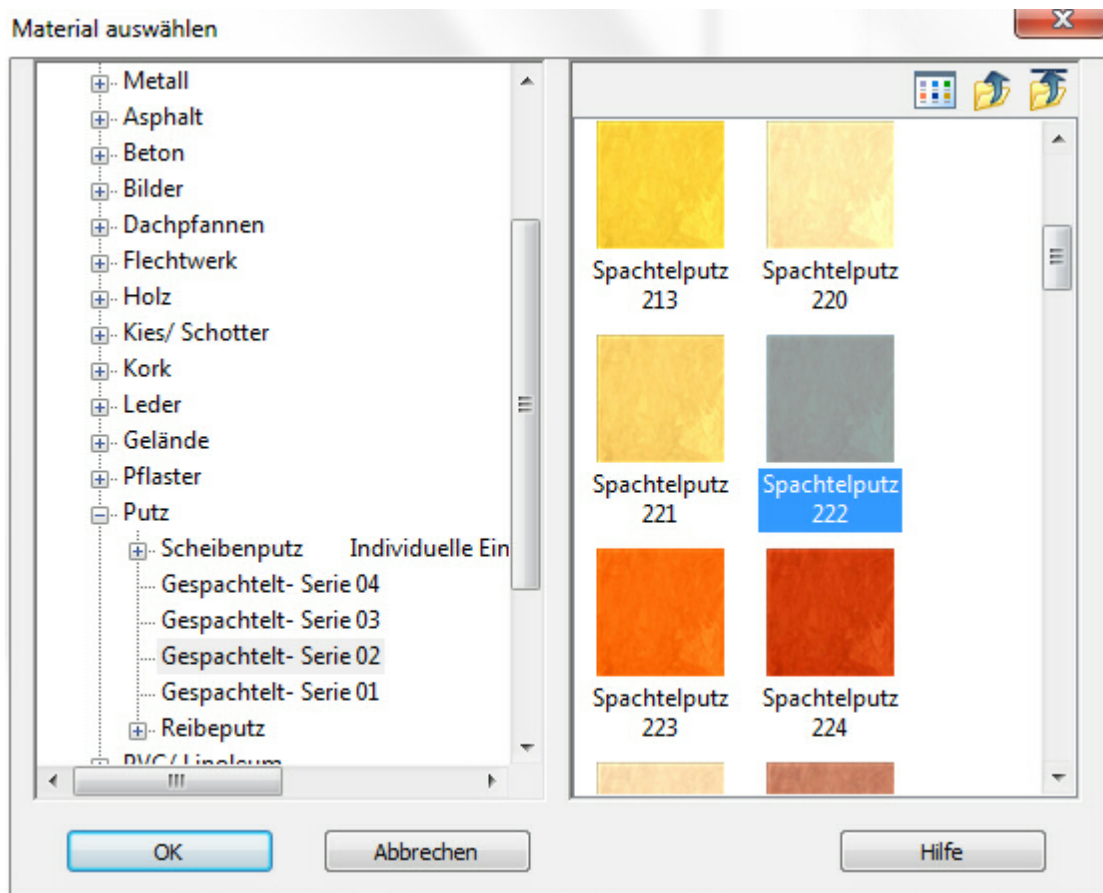 Material auswählen
Metall
Asphalt
Beton
Bilder
Dachpfannen
Flechtwerk
Holz
Kies/ Schotter
Kork
Leder
Gelände
Pflaster
Putz
Scheibenputz Individuelle Ein
Gespachtelt- Serie 04
Gespachtelt- Serie 03
Gespachtelt- Serie 02
Gespachtelt- Serie 01
Reibeputz
PVC/ Linoleum
Spachtelputz
213
Spachtelputz
220
Spachtelputz
221
Spachtelputz
222
Spachtelputz
223
Spachtelputz
224
OK
Abbrechen
Hilfe